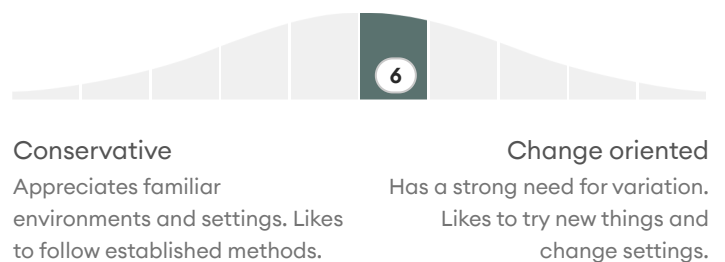 6
Conservative
Appreciates familiar
environments and settings. Likes
to follow established methods.
Change oriented
Has a strong need for variation.
Likes to try new things and
change settings.